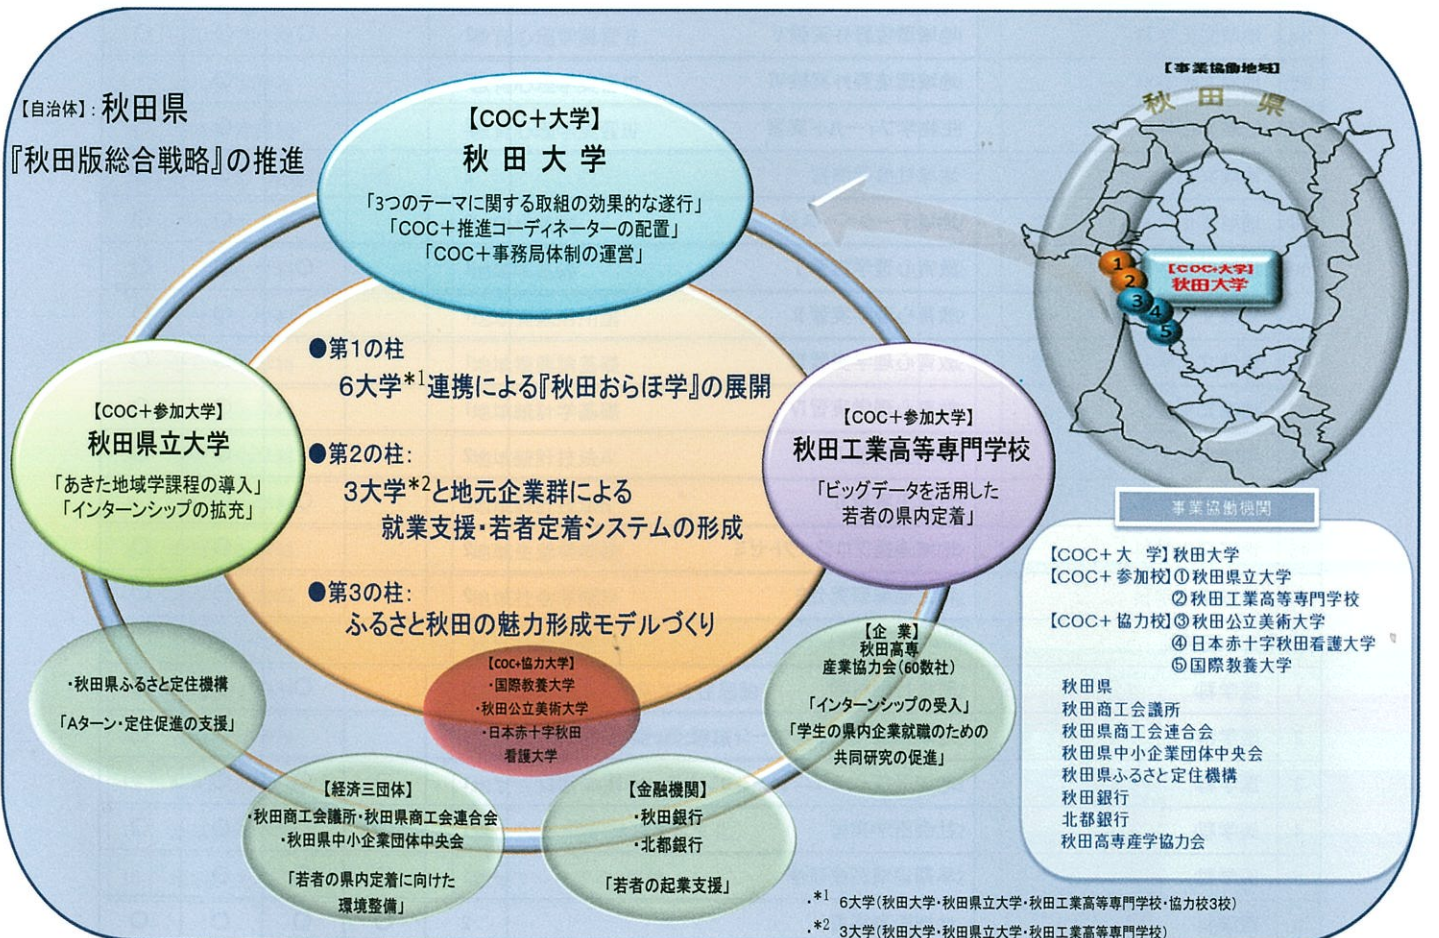 【自治体】：秋田県
『秋田版総合戦略』の推進
【COC＋大学】
秋田大学
「3つのテーマに関する取組の効果的な遂行」
「COC＋推進コーディネーターの配置」
「COC＋事務局体制の運営」
●第1の柱
6大学*1連携による『秋田おらほ学』の展開
●第2の柱：
3大学*2と地元企業群による
就業支援・若者定着システムの形成
●第3の柱：
ふるさと秋田の魅力形成モデルづくり
【COC＋参加大学】
秋田県立大学
「あきた地域学課程の導入」
「インターンシップの拡充」
【COC＋参加大学】
秋田工業高等専門学校
「ビッグデータを活用した
若者の県内定着」
・秋田県ふるさと定住機構
「Aターン・定住促進の支援」
【COC+協力大学】
・国際教養大学
・秋田公立美術大学
・日本赤十字秋田
看護大学
【企 業】
秋田高専
産業協力会（60数社）
「インターンシップの受入」
「学生の県内企業就職のための
共同研究の促進」
【経済三団体】
・秋田商工会議所・秋田県商工会連合会
・秋田県中小企業団体中央会
「若者の県内定着に向けた
環境整備」
【金融機関】
・秋田銀行
・北都銀行
「若者の起業支援」
【事業協働地域】
秋田県
1
2
3
4
5
【COC+大学】
秋田大学
事業協働機関
【COC+ 大 学】秋田大学
【COC+ 参加校】①秋田県立大学
②秋田工業高等専門学校
【COC+ 協力校】③秋田公立美術大学
④日本赤十字秋田看護大学
⑤国際教養大学
秋田県
秋田商工会議所
秋田県商工会連合会
秋田県中小企業団体中央会
秋田県ふるさと定住機構
秋田銀行
北都銀行
秋田高専産学協力会
・*1 6大学（秋田大学・秋田県立大学・秋田工業高等専門学校・協力校3校）
・*2 3大学（秋田大学・秋田県立大学・秋田工業高等専門学校）